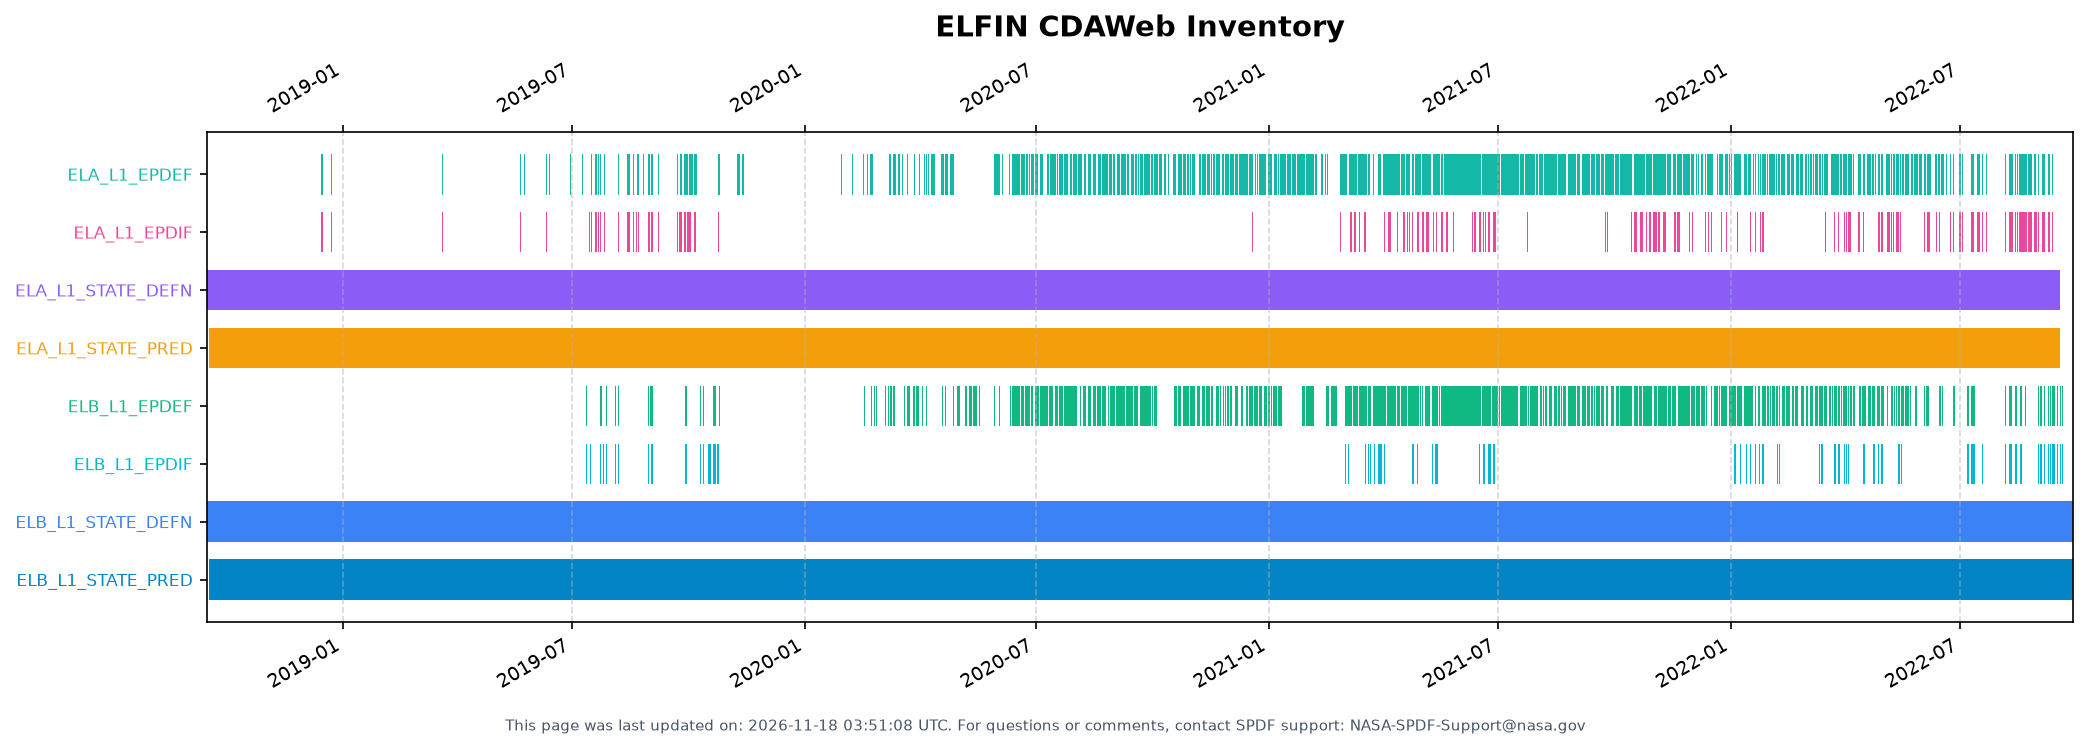 ELFIN CDAWeb Inventory
2019-01 2019-07 2020-01 2020-07 2021-01 2021-07 2022-01 2022-07
ELA_L1_EPDEF
ELA_L1_EPDIF
ELA_L1_STATE_DEFN
ELA_L1_STATE_PRED
ELB_L1_EPDEF
ELB_L1_EPDIF
ELB_L1_STATE_DEFN
ELB_L1_STATE_PRED
2019-01 2019-07 2020-01 2020-07 2021-01 2021-07 2022-01 2022-07
This page was last updated on: 2026-11-18 03:51:08 UTC. For questions or comments, contact SPDF support: NASA-SPDF-Support@nasa.gov